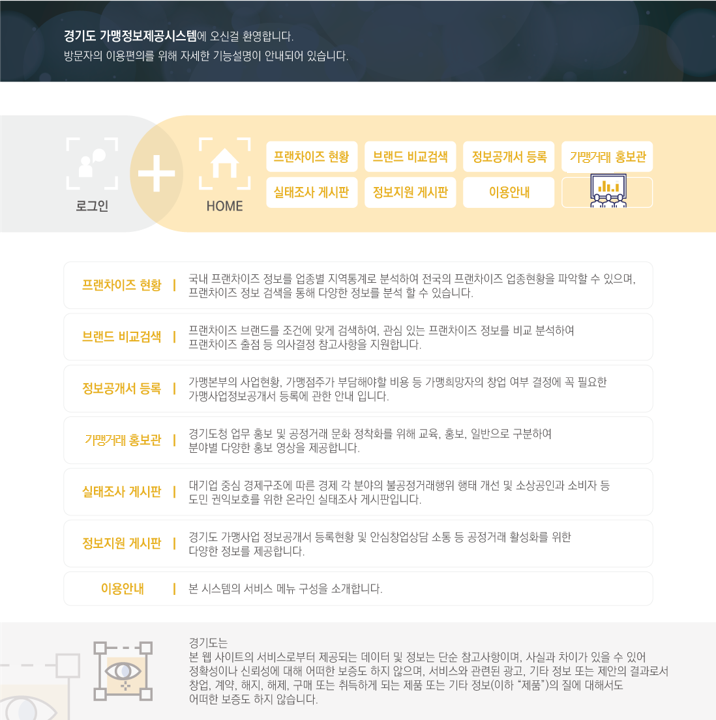 경기도 가맹정보제공시스템에 오신걸 환영합니다.
방문자의 이용편의를 위해 자세한 기능설명이 안내되어 있습니다.
로그인
HOME
프랜차이즈 현황
브랜드 비교검색
정보공개서 등록
가맹거래 홍보관
실태조사 게시판
정보지원 게시판
이용안내
프랜차이즈 현황
국내 프랜차이즈 정보를 업종별 지역통계로 분석하여 전국의 프랜차이즈 업종현황을 파악할 수 있으며,
프랜차이즈 정보 검색을 통해 다양한 정보를 분석 할 수 있습니다.
브랜드 비교검색
프랜차이즈 브랜드를 조건에 맞게 검색하여, 관심 있는 프랜차이즈 정보를 비교 분석하여
프랜차이즈 출점 등 의사결정 참고사항을 지원합니다.
정보공개서 등록
가맹본부의 사업현황, 가맹점주가 부담해야할 비용 등 가맹희망자의 창업 여부 결정에 꼭 필요한
가맹사업정보공개서 등록에 관한 안내 입니다.
가맹거래 홍보관
경기도청 업무 홍보 및 공정거래 문화 정착화를 위해 교육, 홍보, 일반으로 구분하여
분야별 다양한 홍보 영상을 제공합니다.
실태조사 게시판
대기업 중심 경제구조에 따른 경제 각 분야의 불공정거래행위 행태 개선 및 소상공인과 소비자 등
도민 권익보호를 위한 온라인 실태조사 게시판입니다.
정보지원 게시판
경기도 가맹사업 정보공개서 등록현황 및 안심창업상담 소통 등 공정거래 활성화를 위한
다양한 정보를 제공합니다.
이용안내
본 시스템의 서비스 메뉴 구성을 소개합니다.
경기도는
본 웹 사이트의 서비스로부터 제공되는 데이터 및 정보는 단순 참고사항이며, 사실과 차이가 있을 수 있어
정확성이나 신뢰성에 대해 어떠한 보증도 하지 않으며, 서비스와 관련된 광고, 기타 정보 또는 제안의 결과로서
창업, 계약, 해지, 해제, 구매 또는 취득하게 되는 제품 또는 기타 정보(이하 “제품”)의 질에 대해서도
어떠한 보증도 하지 않습니다.